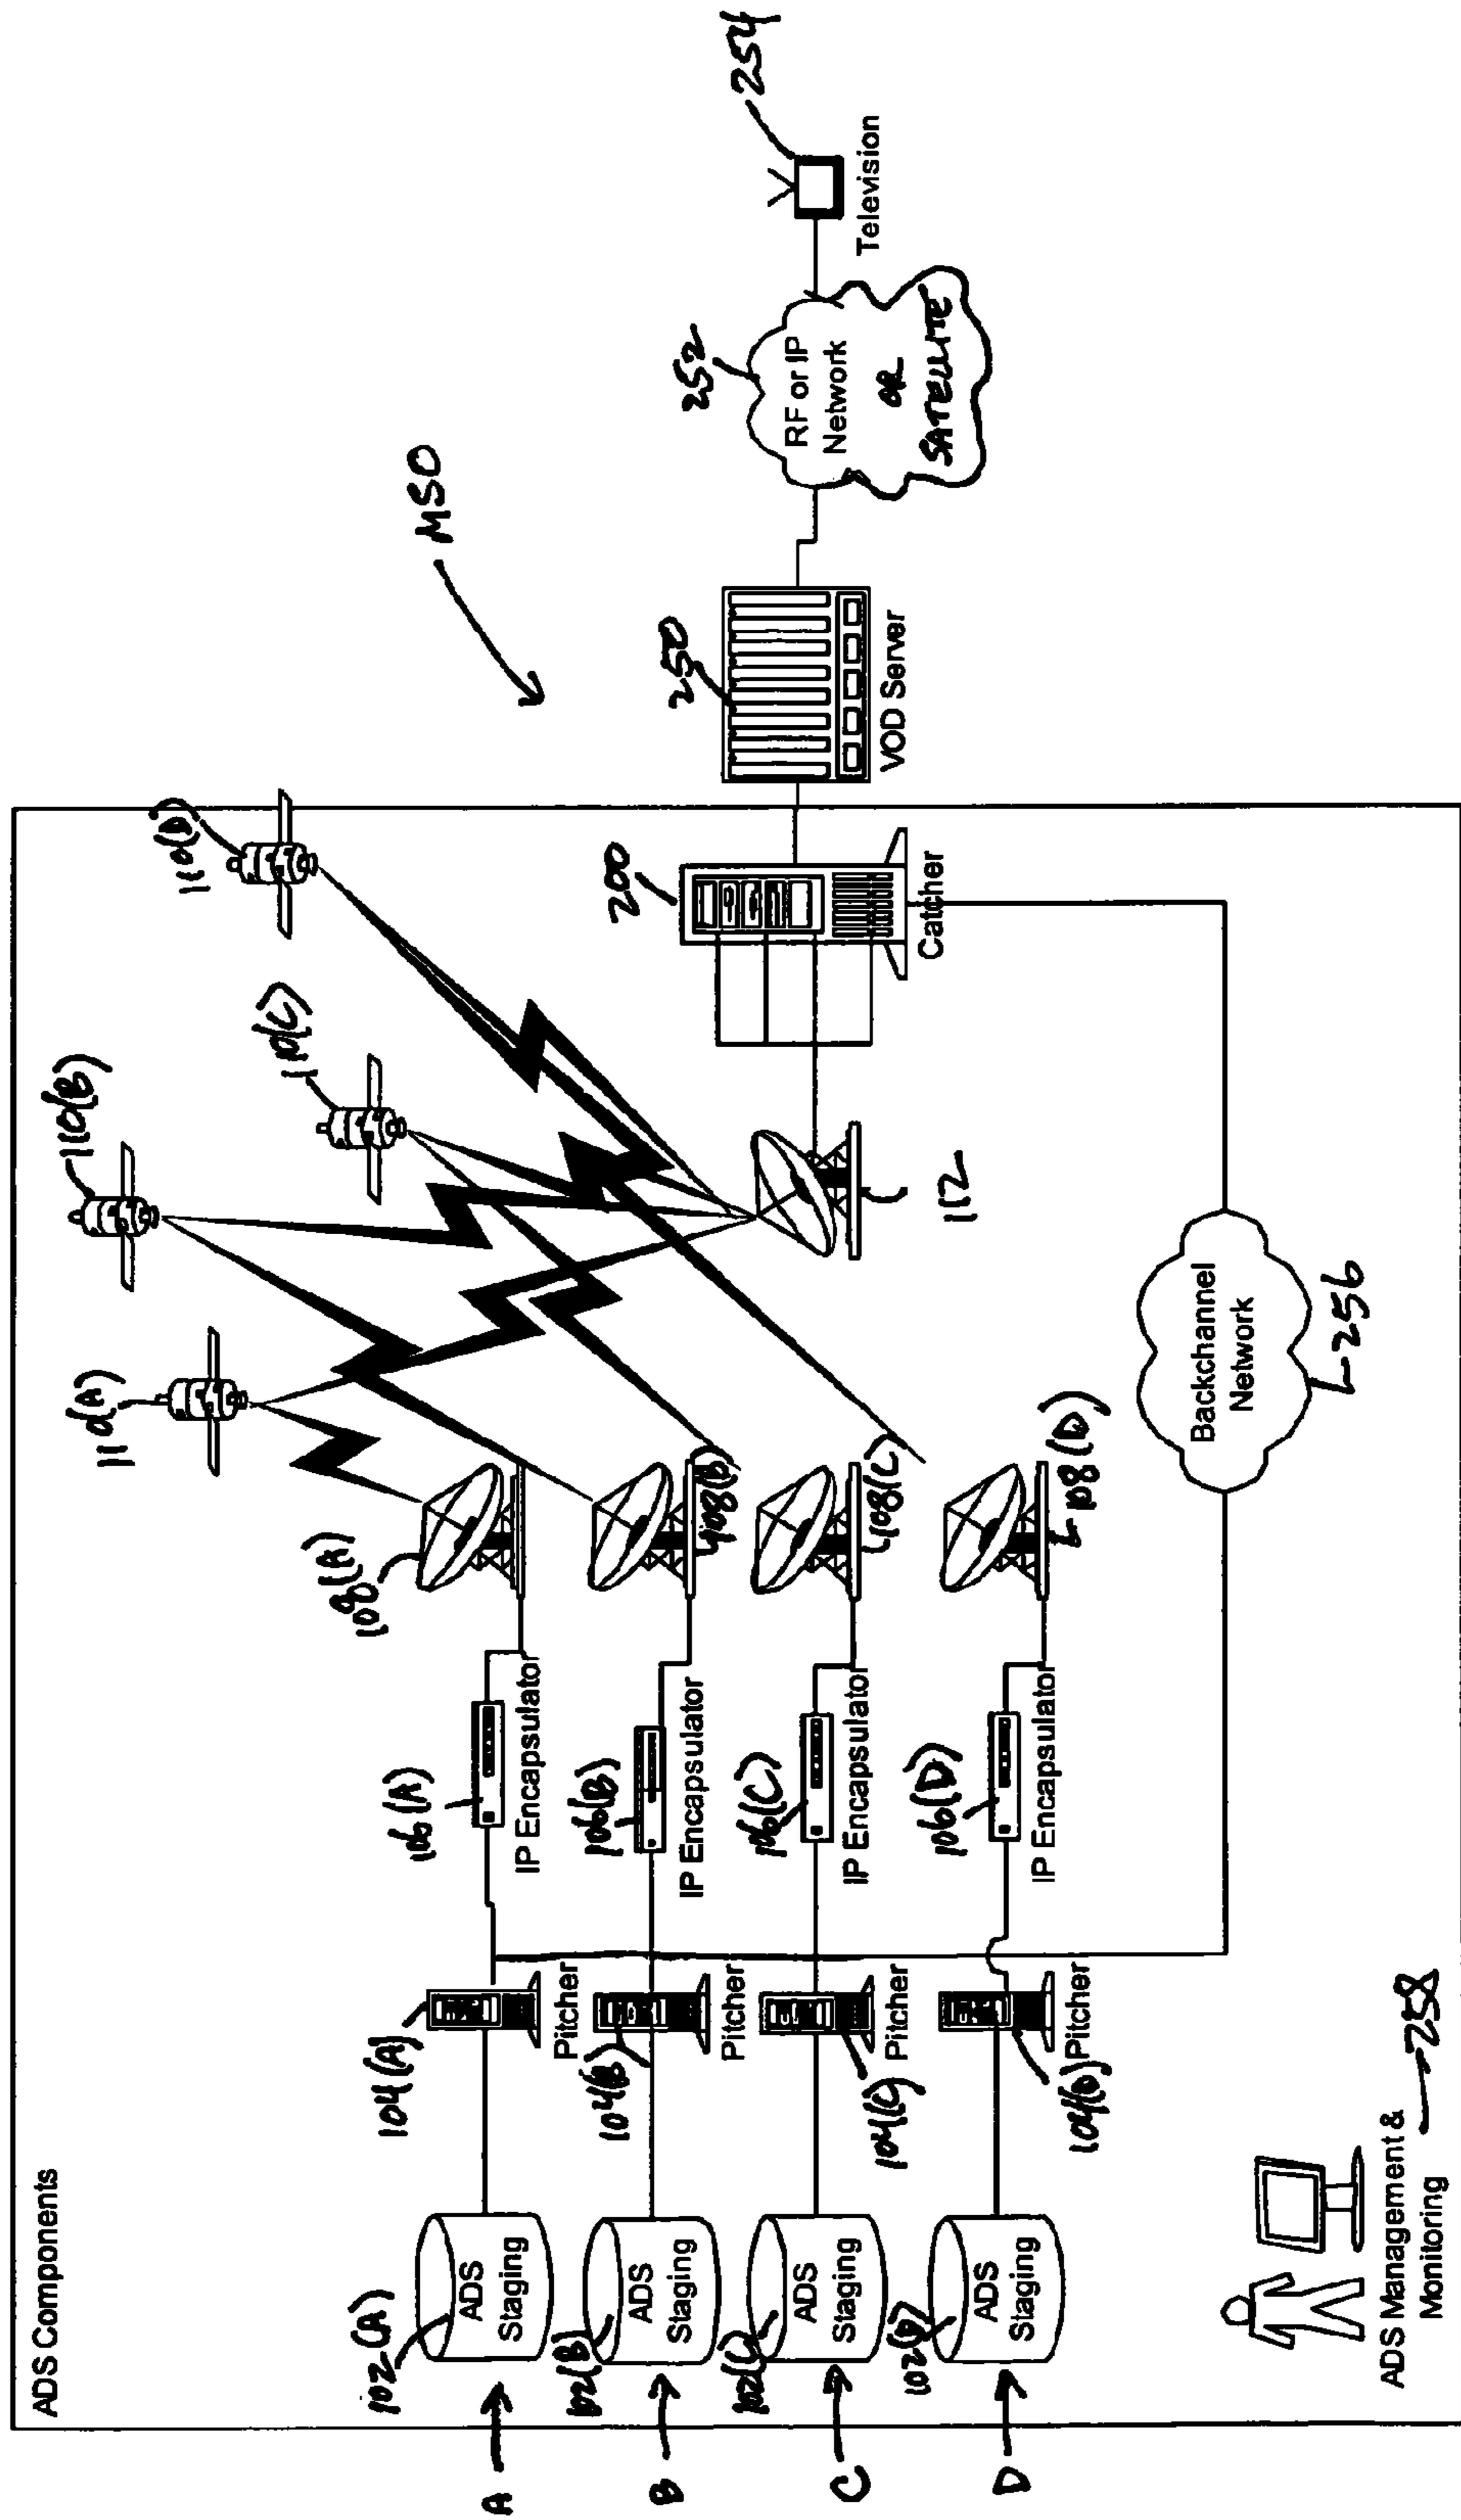 ADS Components
110(A)
110(B)
110(C)
110(D)
MSO
A
102(A)
ADS
Staging
104(A)
Pitcher
106(A)
IP Encapsulator
108(A)
B
102(B)
ADS
Staging
104(B)
Pitcher
106(B)
IP Encapsulator
108(B)
C
102(C)
ADS
Staging
104(C)
Pitcher
106(C)
IP Encapsulator
108(C)
D
102(D)
ADS
Staging
104(D)
Pitcher
106(D)
IP Encapsulator
108(D)
112
200
Catcher
250
VOD Server
252
RF or IP
Network
OR
SATELLITE
254
Television
Backchannel
Network
256
ADS Management &
Monitoring
258